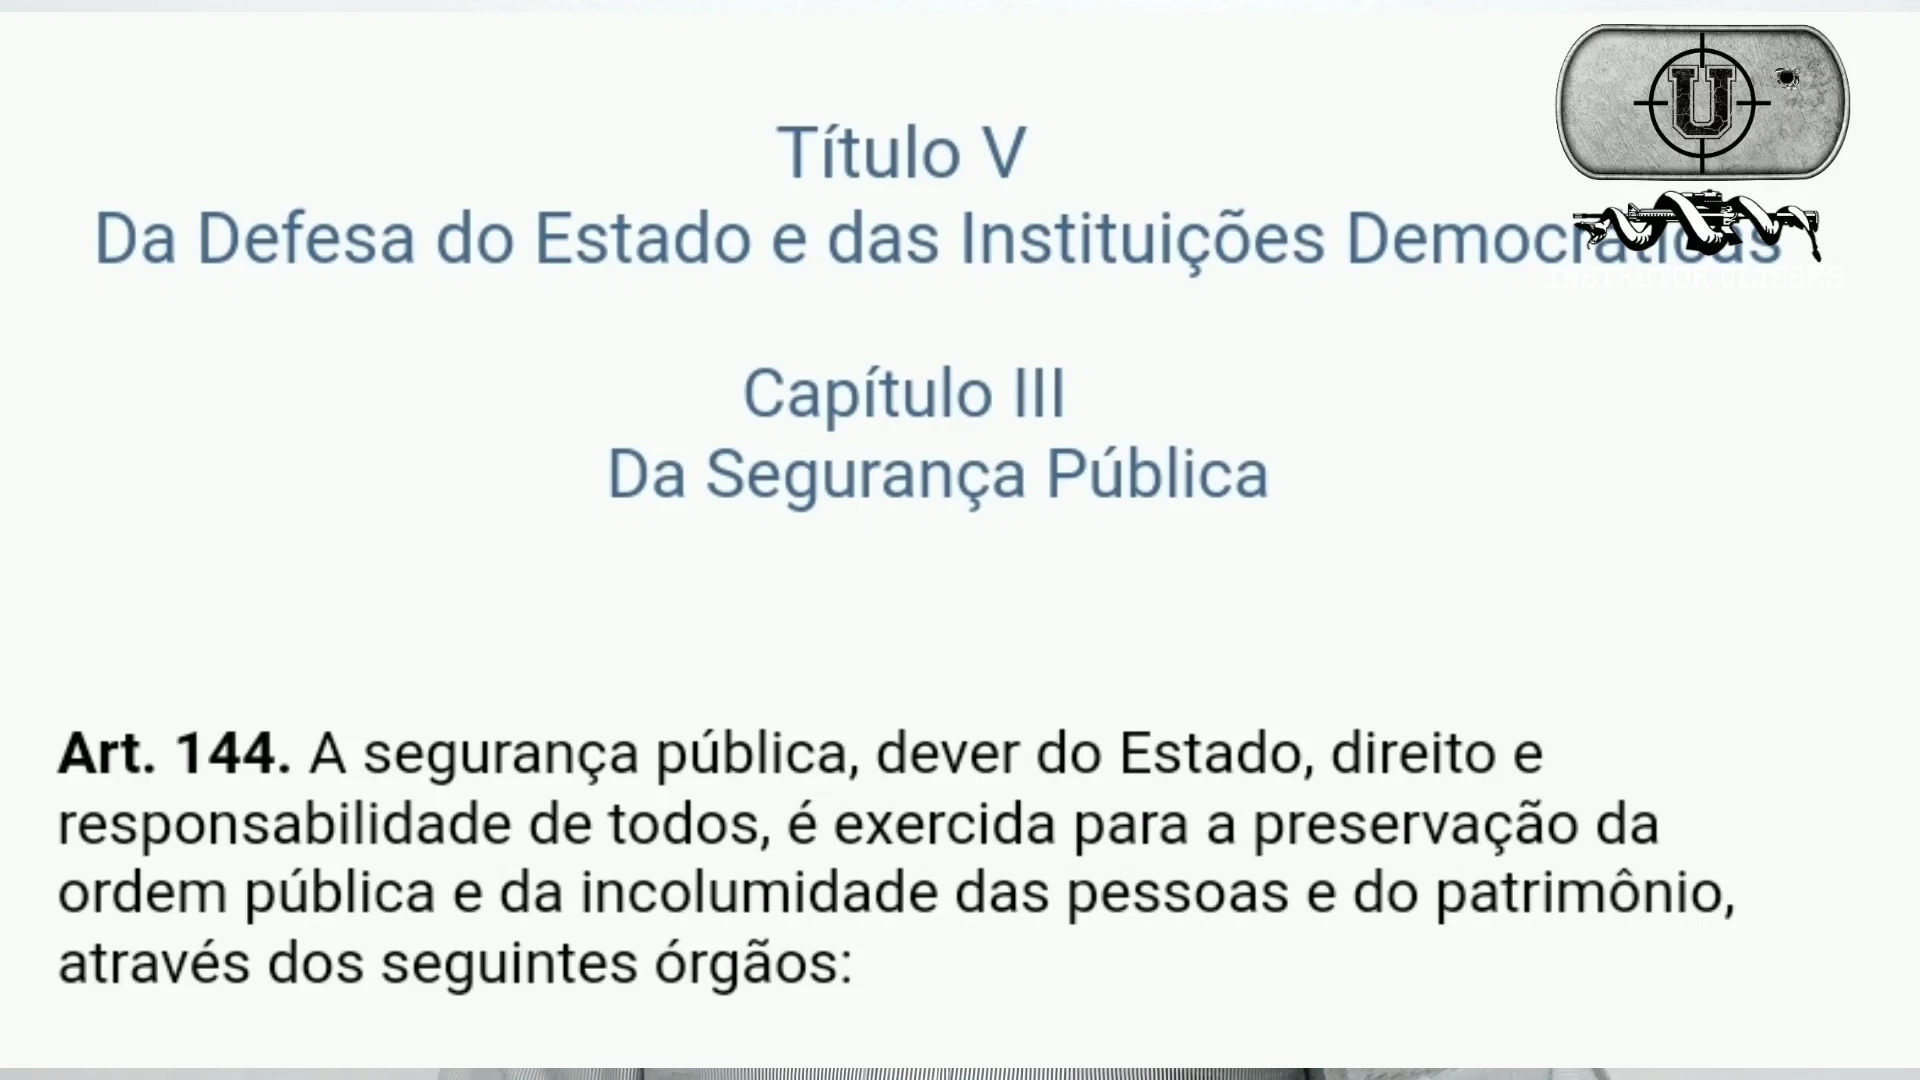 Título V
Da Defesa do Estado e das Instituições Democráticas
Capítulo III
Da Segurança Pública
Art. 144. A segurança pública, dever do Estado, direito e
responsabilidade de todos, é exercida para a preservação da
ordem pública e da incolumidade das pessoas e do patrimônio,
através dos seguintes órgãos:
U
INSTRUTOR ULISSES